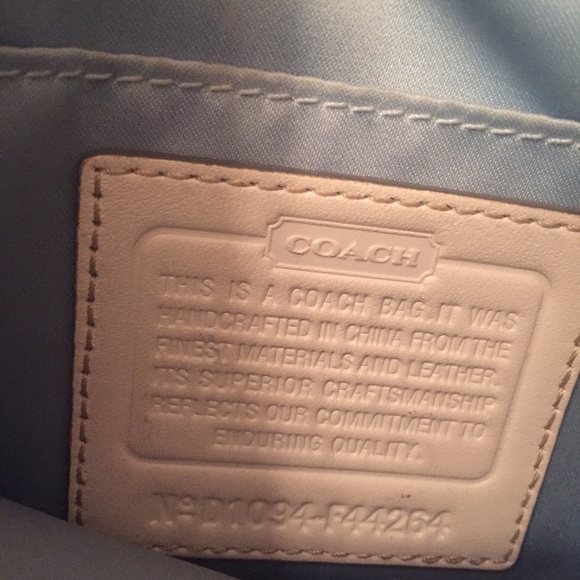 COACH
THIS IS A COACH BAG. IT WAS
HANDCRAFTED IN CHINA FROM THE
FINEST MATERIALS AND LEATHER.
ITS SUPERIOR CRAFTSMANSHIP
REFLECTS OUR COMMITMENT TO
ENDURING QUALITY.
No D1094-F44264